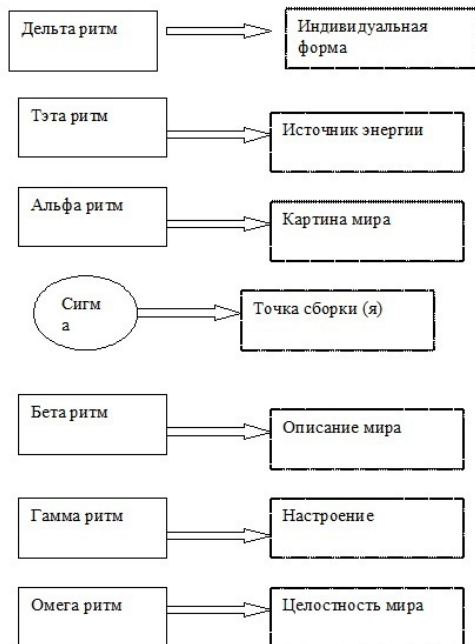 Дельта ритм
Индивидуальная
форма
Тэта ритм
Источник энергии
Альфа ритм
Картина мира
Сигм
а
Точка сборки (я)
Бета ритм
Описание мира
Гамма ритм
Настроение
Омега ритм
Целостность мира